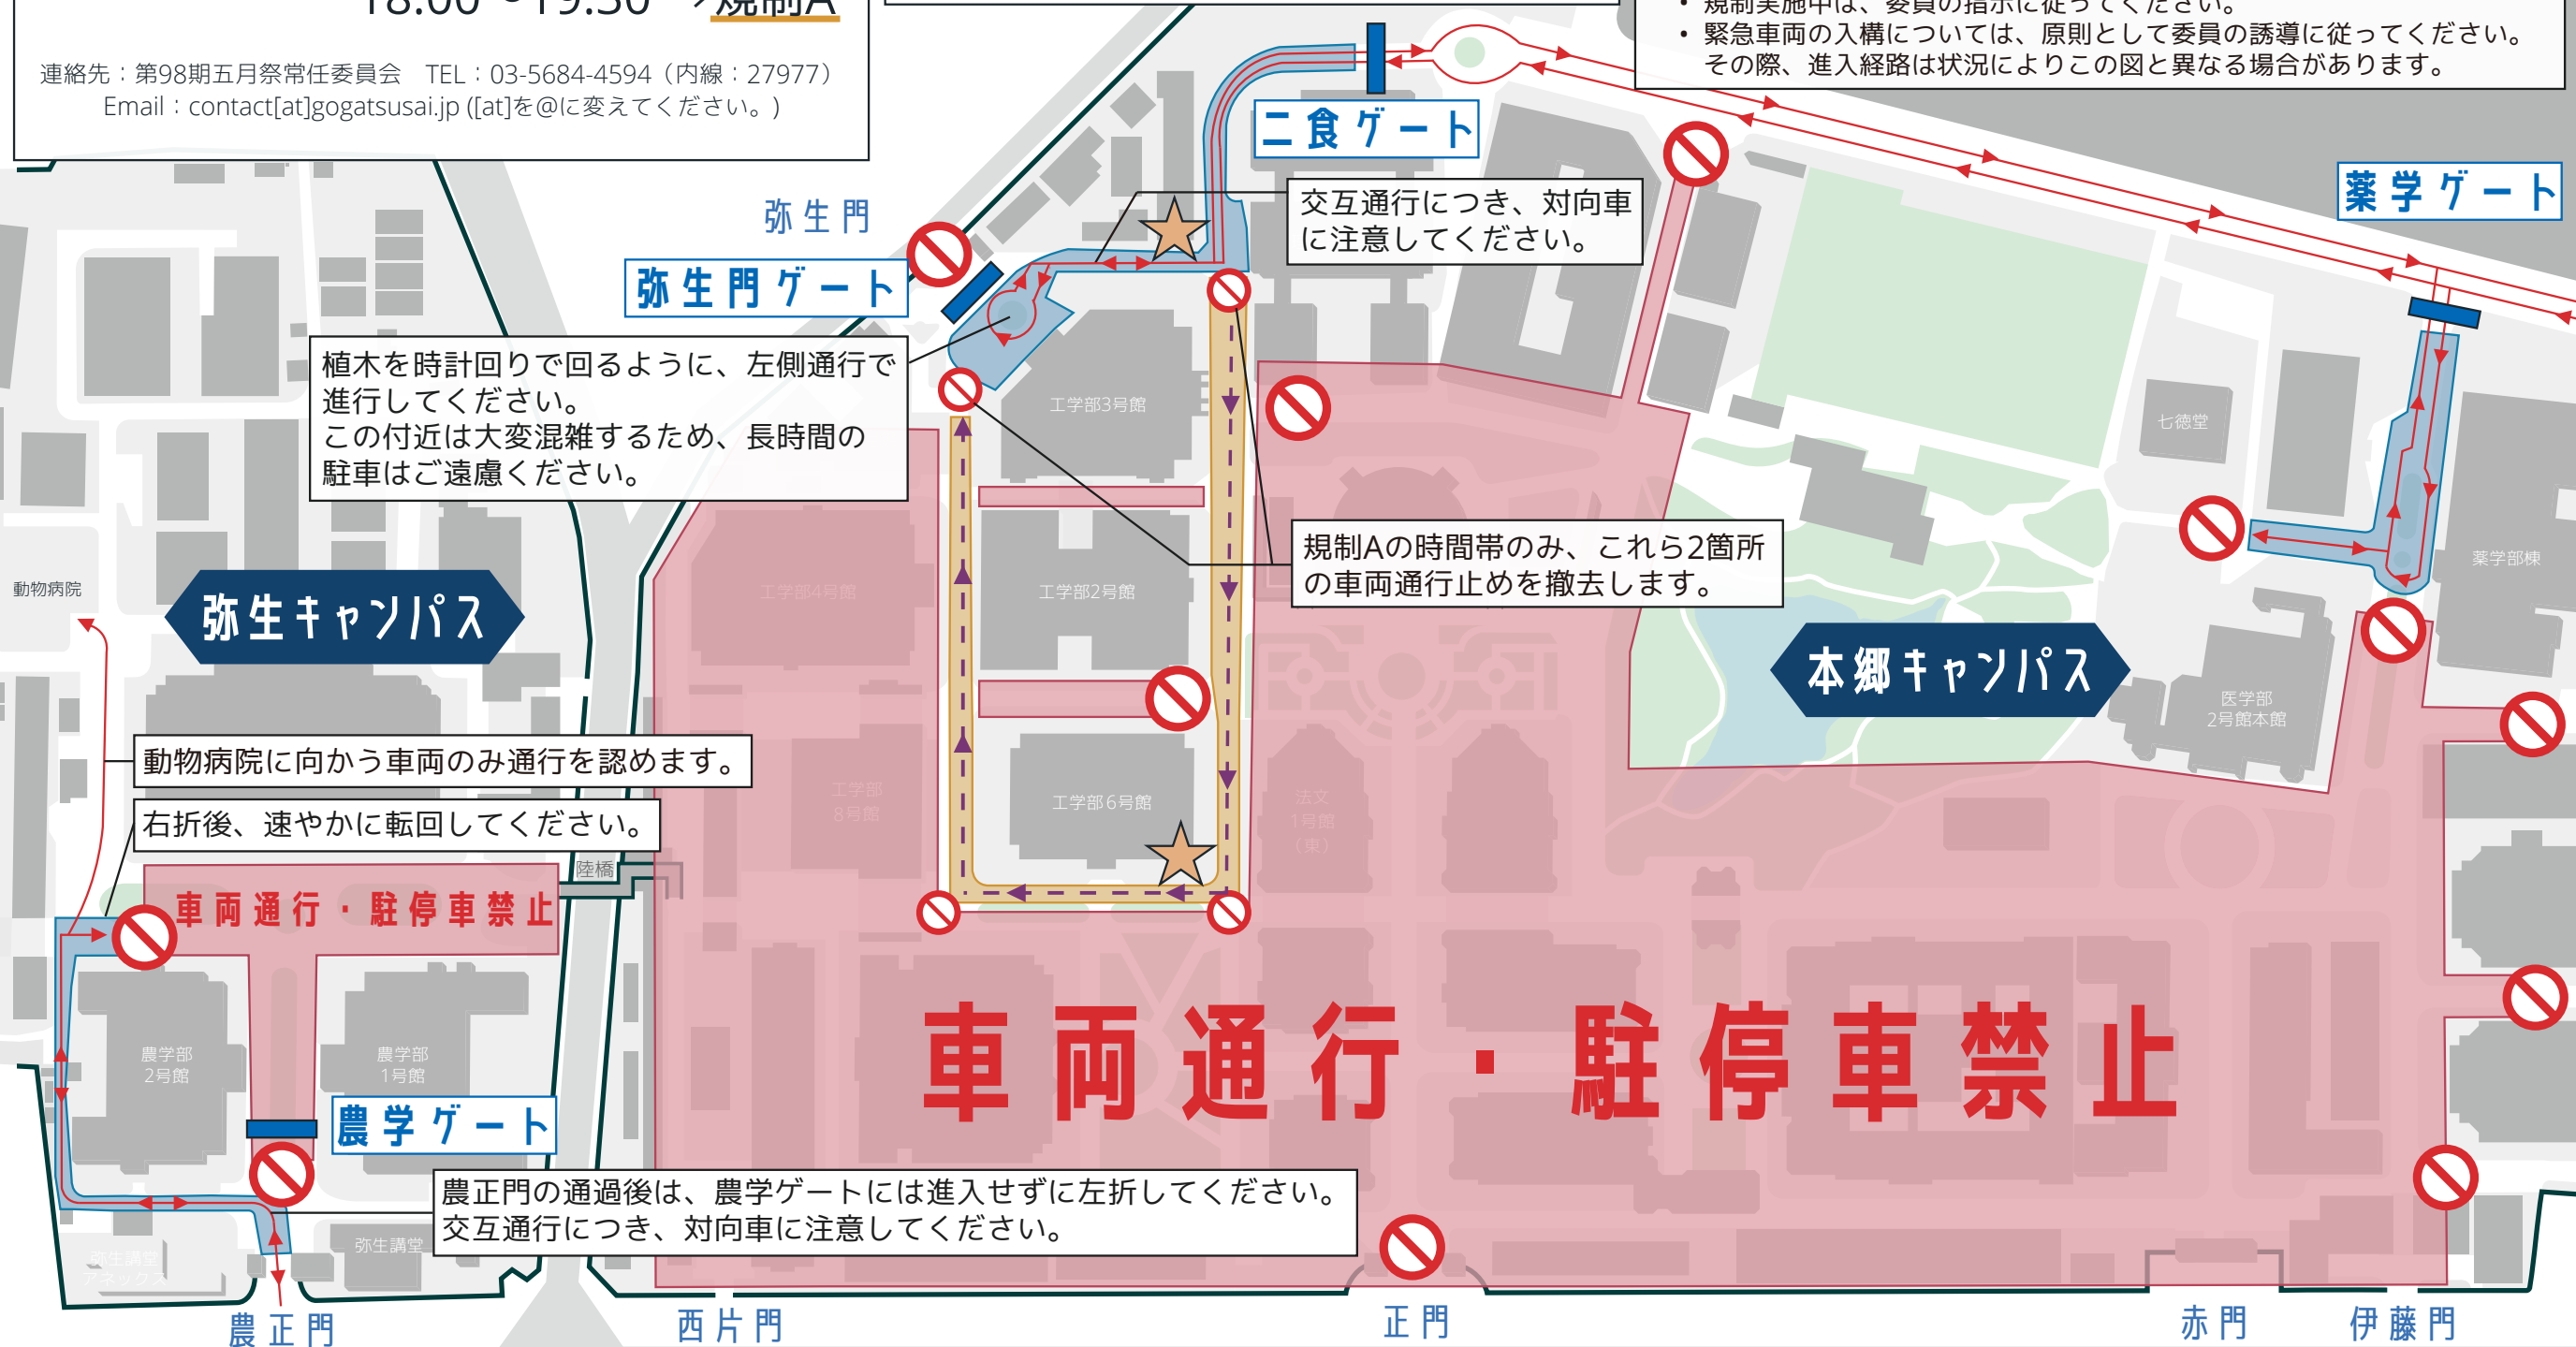 18:00〜19:30 →規制A
連絡先：第98期五月祭常任委員会　TEL：03-5684-4594（内線：27977）
Email：contact[at]gogatsusai.jp ([at]を@に変えてください。)
・規制実施中は、委員の指示に従ってください。
・緊急車両の入構については、原則として委員の誘導に従ってください。
その際、進入経路は状況によりこの図と異なる場合があります。
二食ゲート
薬学ゲート
弥生門
弥生門ゲート
交互通行につき、対向車
に注意してください。
植木を時計回りで回るように、左側通行で
進行してください。
この付近は大変混雑するため、長時間の
駐車はご遠慮ください。
工学部3号館
七徳堂
規制Aの時間帯のみ、これら2箇所
の車両通行止めを撤去します。
薬学部棟
動物病院
弥生キャンパス
工学部4号館
工学部2号館
本郷キャンパス
医学部
2号館本館
動物病院に向かう車両のみ通行を認めます。
右折後、速やかに転回してください。
工学部
8号館
工学部6号館
法文
1号館
（東）
陸橋
車両通行・駐停車禁止
車両通行・駐停車禁止
農学部
2号館
農学部
1号館
農学ゲート
農正門の通過後は、農学ゲートには進入せずに左折してください。
交互通行につき、対向車に注意してください。
弥生講堂
アネックス
弥生講堂
農正門
西片門
正門
赤門
伊藤門